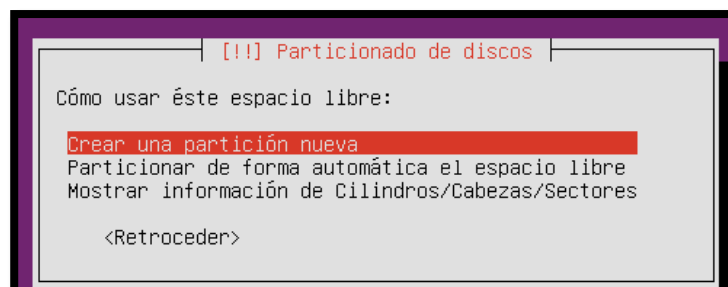 [!!] Particionado de discos
Cómo usar éste espacio libre:
Crear una partición nueva
Particionar de forma automática el espacio libre
Mostrar información de Cilindros/Cabezas/Sectores
<Retroceder>